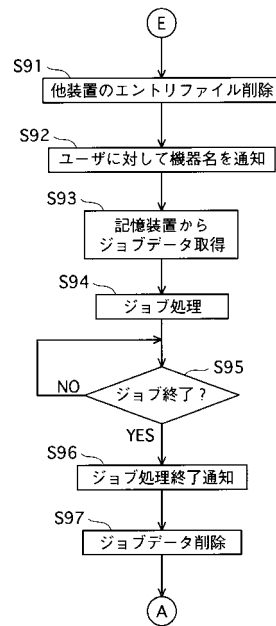 E
S91
他装置のエントリファイル削除
S92
ユーザに対して機器名を通知
S93
記憶装置から
ジョブデータ取得
S94
ジョブ処理
S95
ジョブ終了?
NO
YES
S96
ジョブ処理終了通知
S97
ジョブデータ削除
A